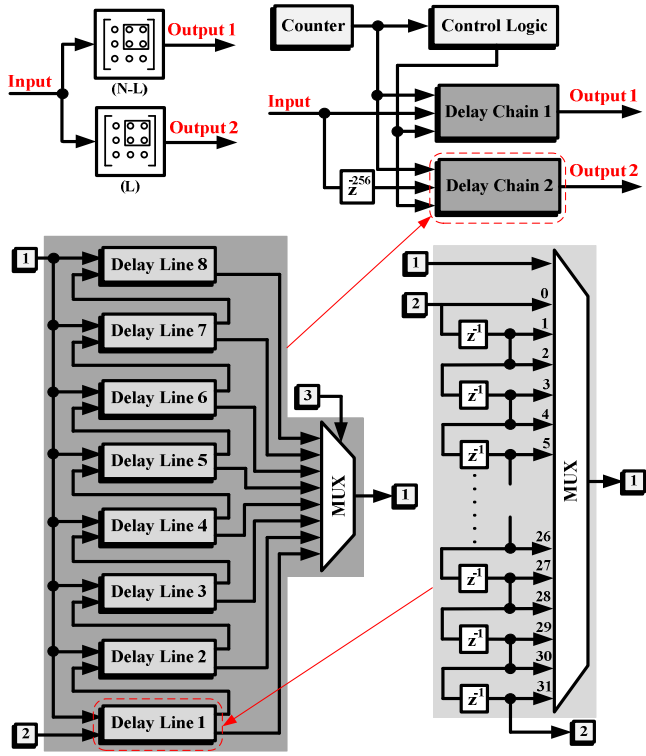 Input
Output 1
(N-L)
Output 2
(L)
Counter
Control Logic
Input
Delay Chain 1
Output 1
z-256
Delay Chain 2
Output 2
1
Delay Line 8
Delay Line 7
Delay Line 6
Delay Line 5
Delay Line 4
Delay Line 3
Delay Line 2
Delay Line 1
2
3
MUX
1
1
2
0
z-1
1
2
z-1
3
4
z-1
5
26
z-1
27
28
z-1
29
30
z-1
31
MUX
1
2